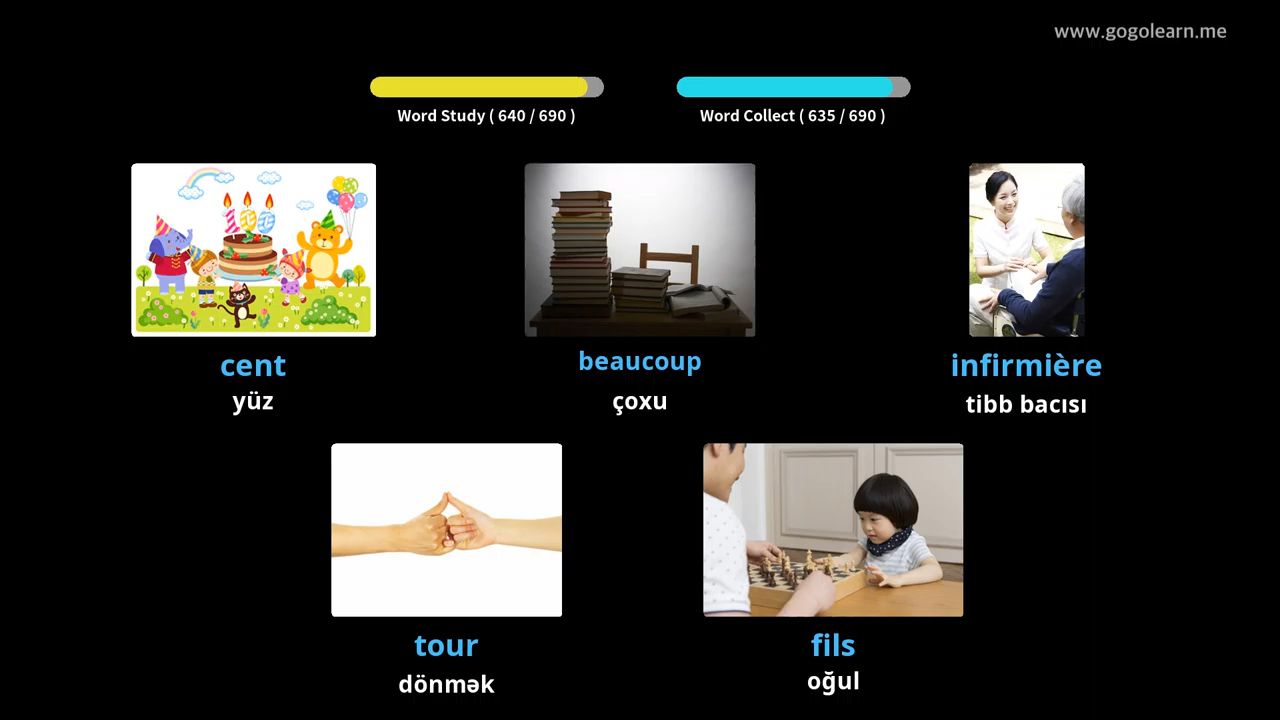 www.gogolearn.me
Word Study ( 640 / 690 )
Word Collect ( 635 / 690 )
100
cent
yüz
beaucoup
çoxu
infirmière
tibb bacısı
tour
dönmək
fils
oğul